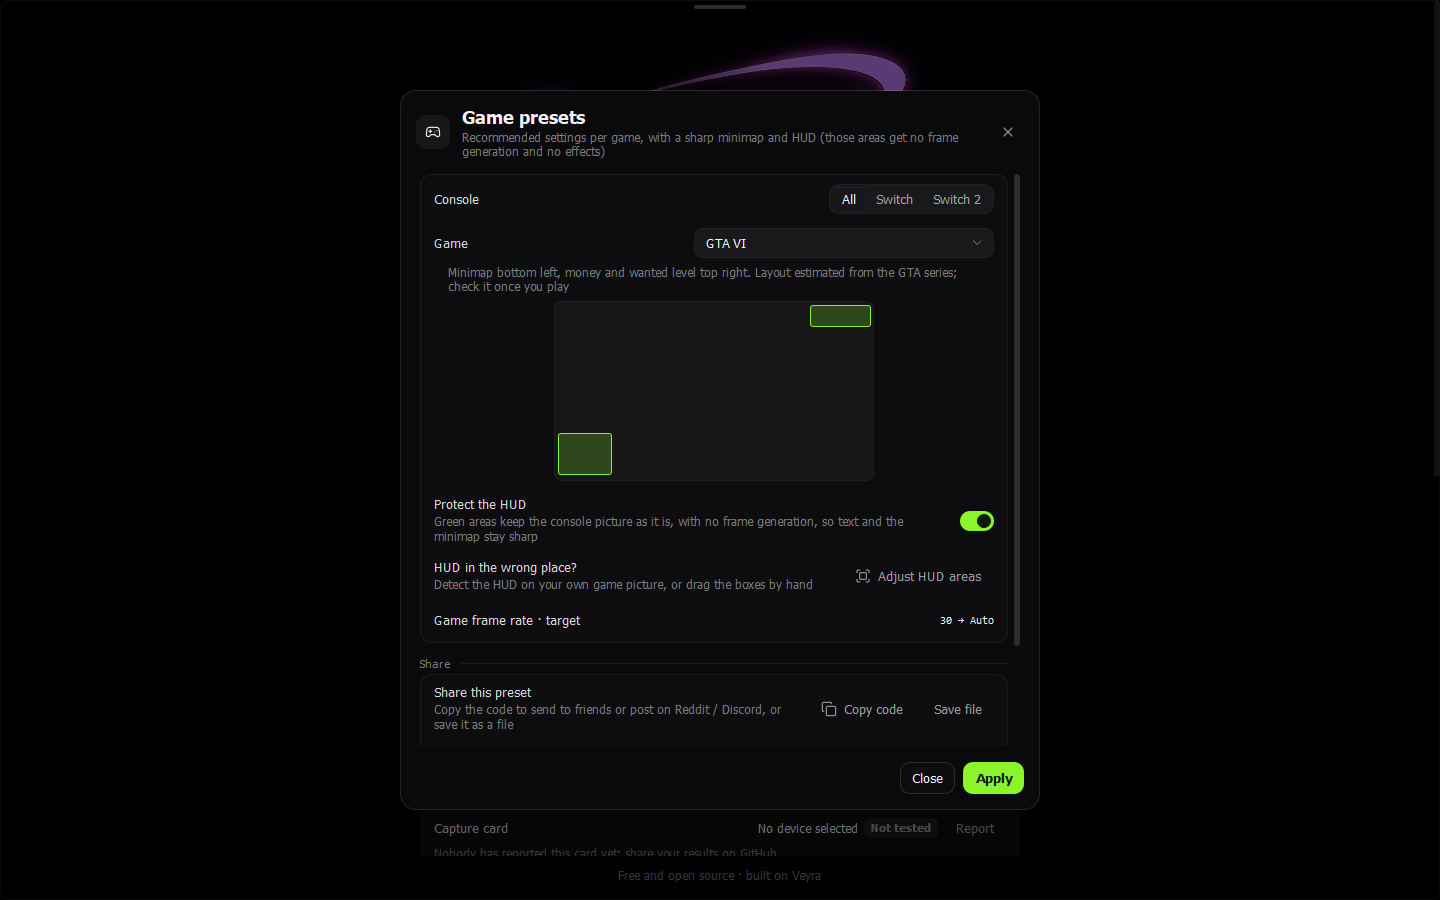 Game presets
Recommended settings per game, with a sharp minimap and HUD (those areas get no frame
generation and no effects)
Console
All Switch Switch 2
Game
GTA VI
Minimap bottom left, money and wanted level top right. Layout estimated from the GTA series;
check it once you play
Protect the HUD
Green areas keep the console picture as it is, with no frame generation, so text and the
minimap stay sharp
HUD in the wrong place?
Detect the HUD on your own game picture, or drag the boxes by hand
Adjust HUD areas
Game frame rate · target
30 → Auto
Share
Share this preset
Copy the code to send to friends or post on Reddit / Discord, or
save it as a file
Copy code
Save file
Close
Apply
Capture card
No device selected
Not tested
Report
Nobody has reported this card yet: share your results on GitHub
Free and open source · built on Veyra